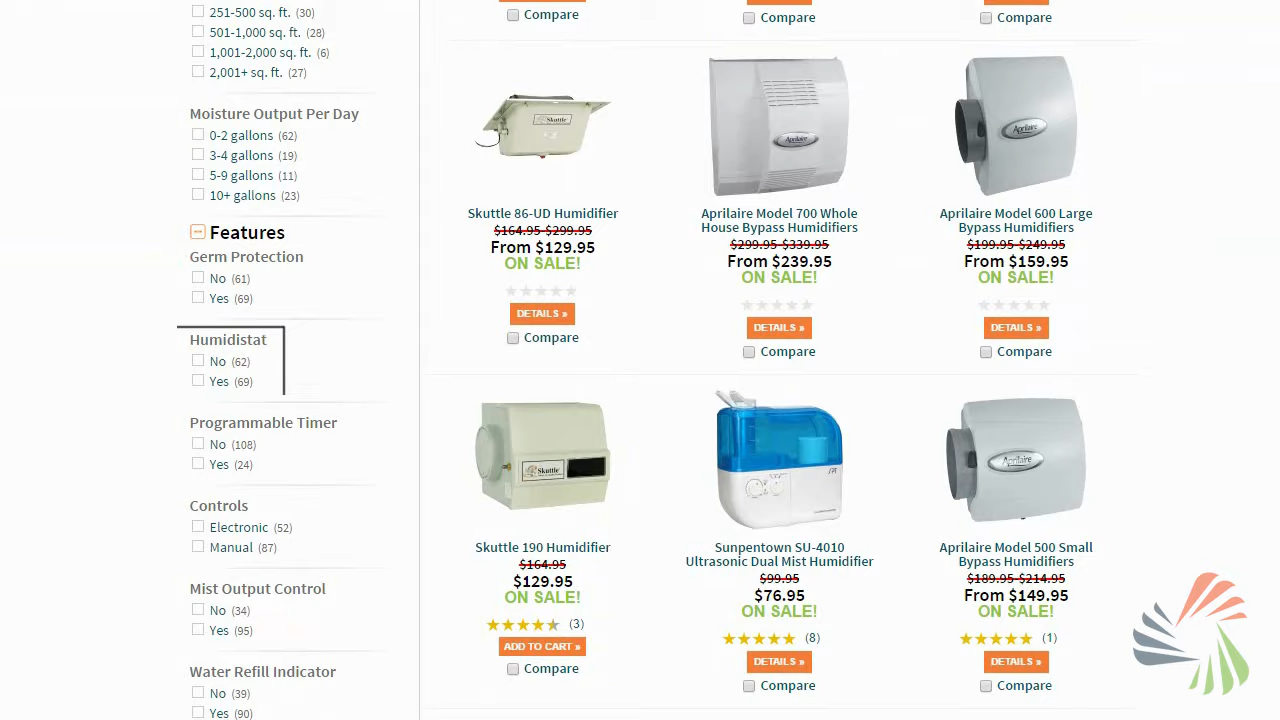 251-500 sq. ft. (30)
501-1,000 sq. ft. (28)
1,001-2,000 sq. ft. (6)
2,001+ sq. ft. (27)
Moisture Output Per Day
0-2 gallons (62)
3-4 gallons (19)
5-9 gallons (11)
10+ gallons (23)
Features
Germ Protection
No (61)
Yes (69)
Humidistat
No (62)
Yes (69)
Programmable Timer
No (108)
Yes (24)
Controls
Electronic (52)
Manual (87)
Mist Output Control
No (34)
Yes (95)
Water Refill Indicator
No (39)
Yes (90)
Compare
Compare
Compare
Skuttle
Skuttle 86-UD Humidifier
$164.95-$299.95
From $129.95
ON SALE!
DETAILS »
Compare
Aprilaire
Aprilaire Model 700 Whole
House Bypass Humidifiers
$299.95-$339.95
From $239.95
ON SALE!
DETAILS »
Compare
Aprilaire
Aprilaire Model 600 Large
Bypass Humidifiers
$199.95-$249.95
From $159.95
ON SALE!
DETAILS »
Compare
Skuttle
Skuttle 190 Humidifier
$164.95
$129.95
ON SALE!
(3)
ADD TO CART »
Compare
Sunpentown SU-4010
Ultrasonic Dual Mist Humidifier
$99.95
$76.95
ON SALE!
(8)
DETAILS »
Compare
Aprilaire
Aprilaire Model 500 Small
Bypass Humidifiers
$189.95-$214.95
From $149.95
ON SALE!
(1)
DETAILS »
Compare